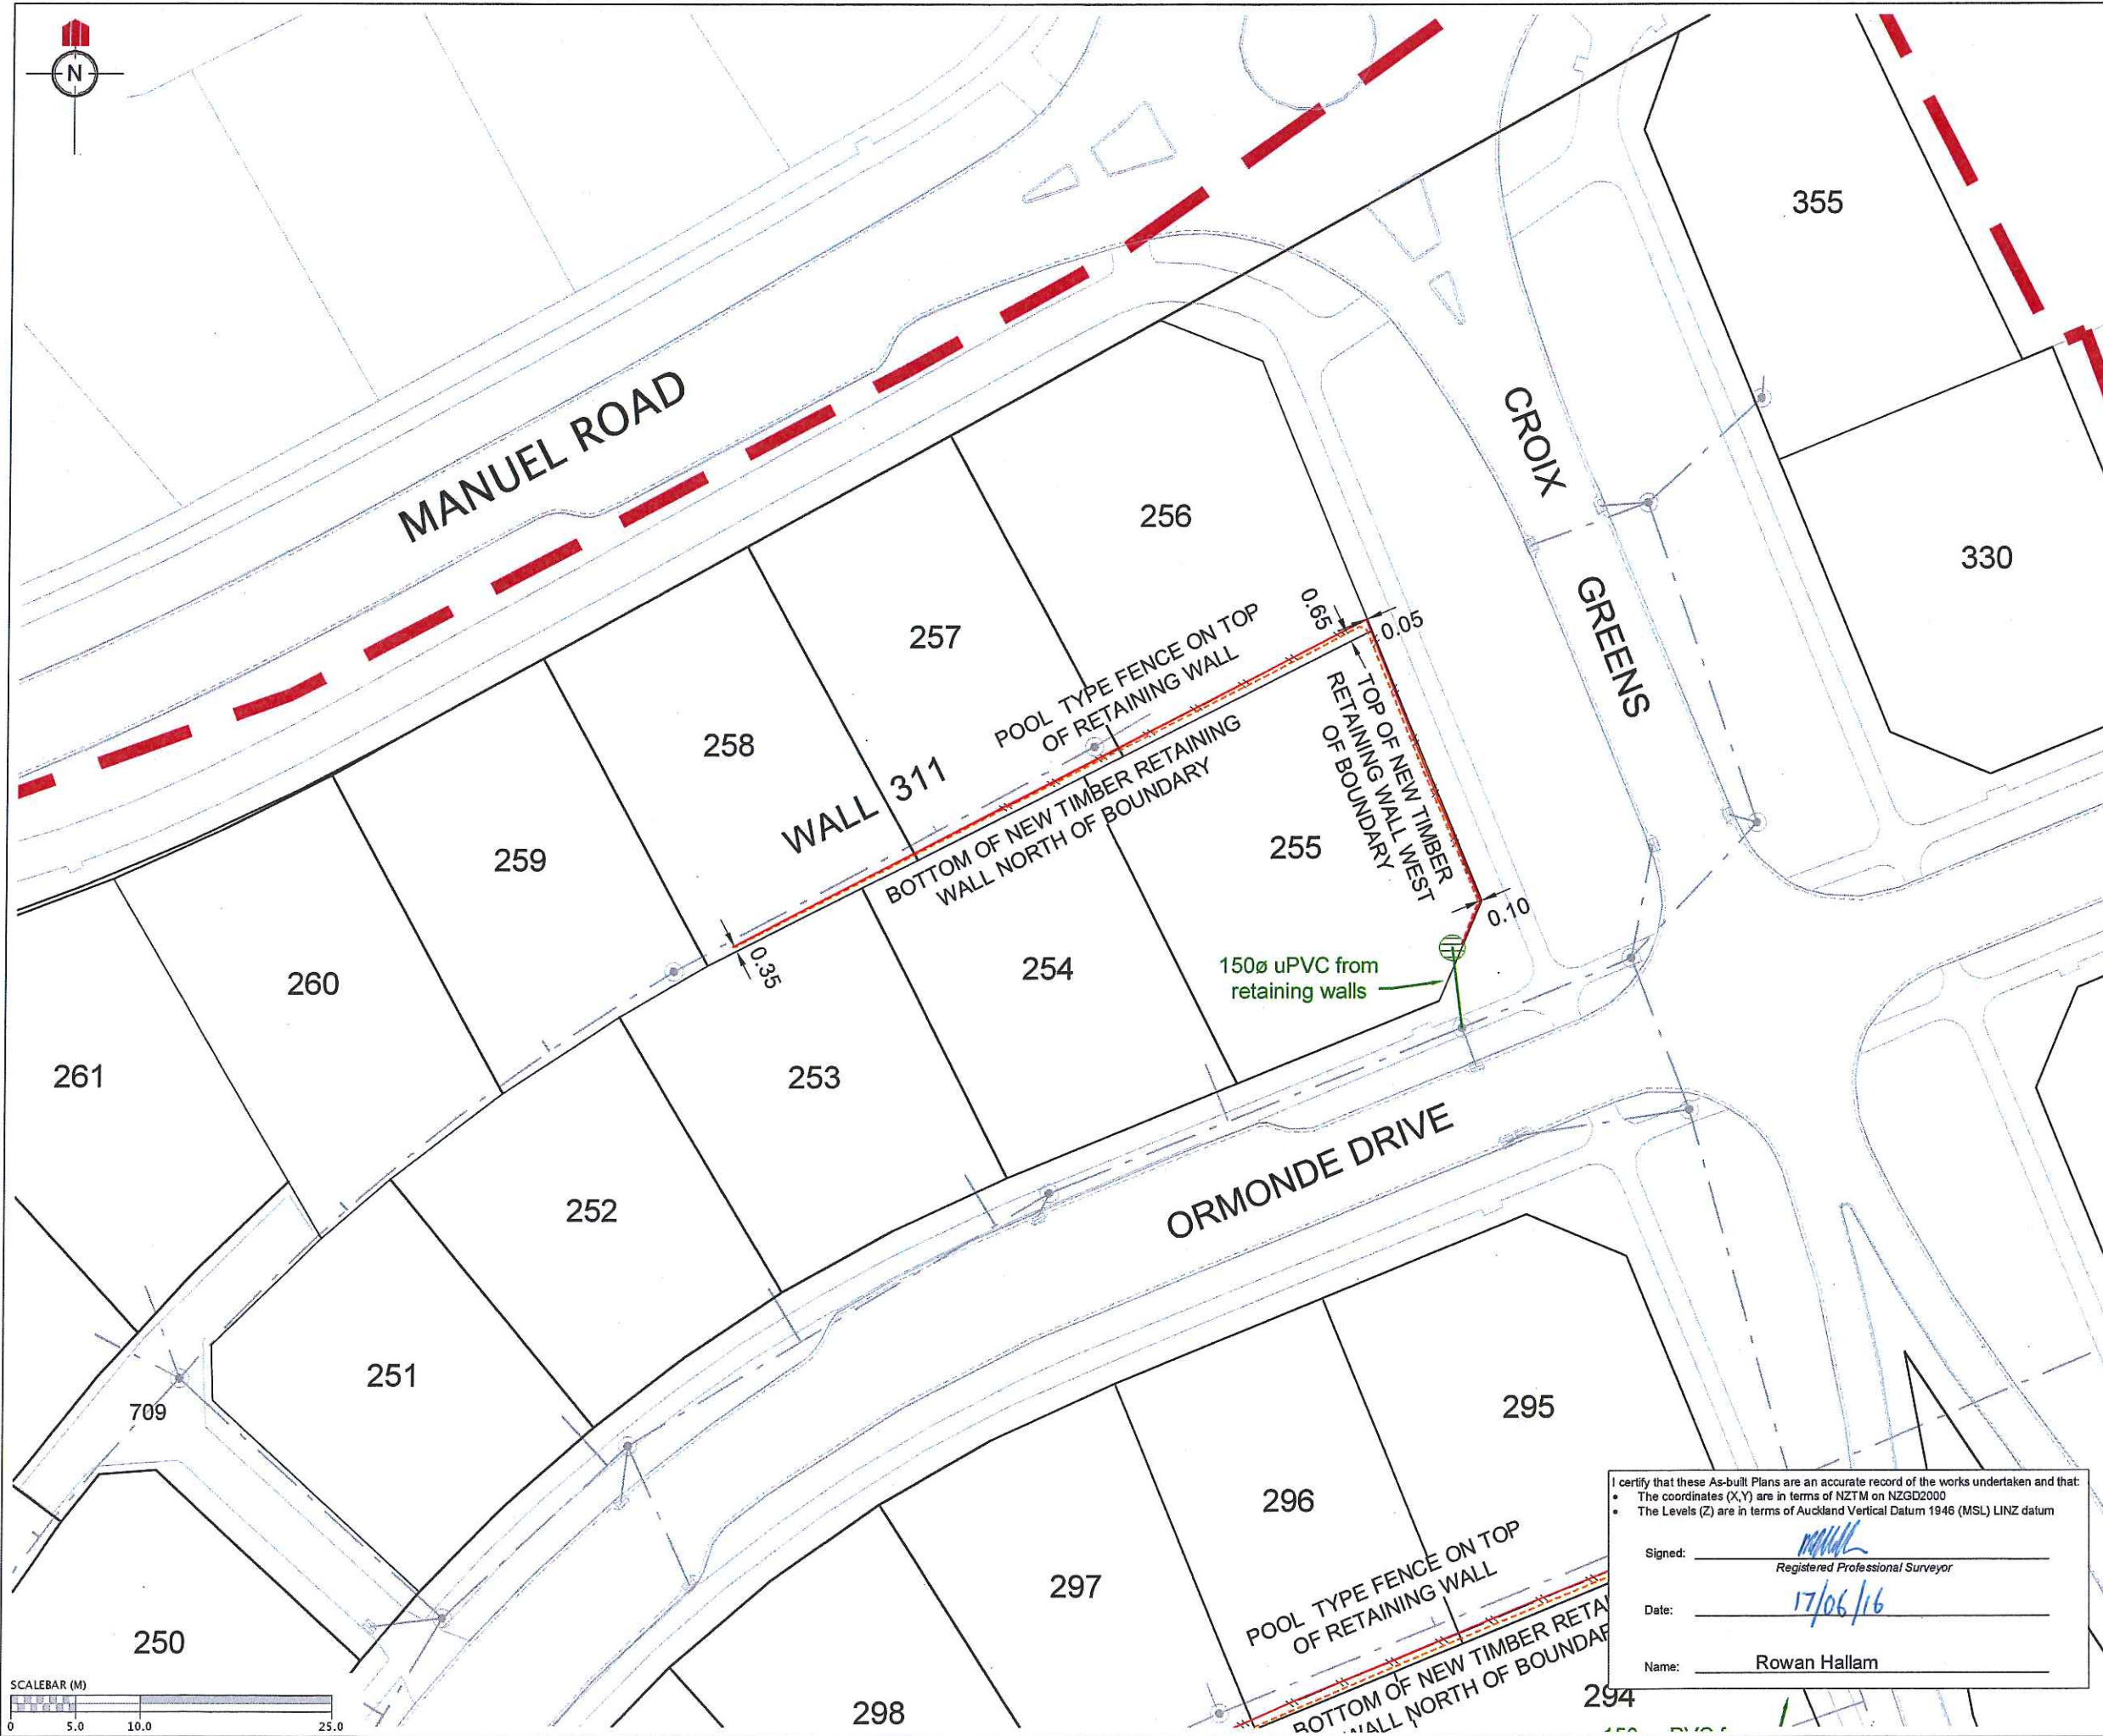 N
MANUEL ROAD
CROIX
GREENS
355
330
256
257
258
259
260
261
0.65
0.05
POOL TYPE FENCE ON TOP
OF RETAINING WALL
WALL 311
BOTTOM OF NEW TIMBER RETAINING
WALL NORTH OF BOUNDARY
TOP OF NEW TIMBER
RETAINING WALL WEST
OF BOUNDARY
255
0.10
0.35
254
150ø uPVC from
retaining walls
253
252
251
709
250
ORMONDE DRIVE
295
296
297
298
294
POOL TYPE FENCE ON TOP
OF RETAINING WALL
BOTTOM OF NEW TIMBER RETA
WALL NORTH OF BOUNDAR
I certify that these As-built Plans are an accurate record of the works undertaken and that:
• The coordinates (X,Y) are in terms of NZTM on NZGD2000
• The Levels (Z) are in terms of Auckland Vertical Datum 1946 (MSL) LINZ datum
Signed:
Registered Professional Surveyor
Date: 17/06/16
Name: Rowan Hallam
SCALEBAR (M)
0 5.0 10.0 25.0